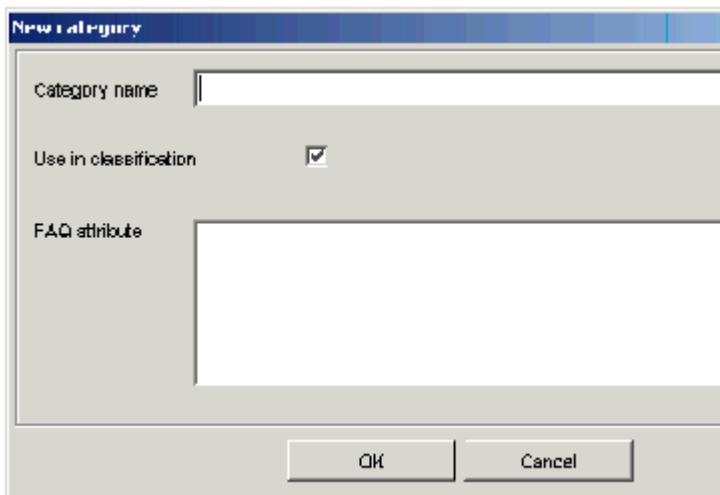 New category
Category name
Use in classification
FAQ attribute
OK
Cancel